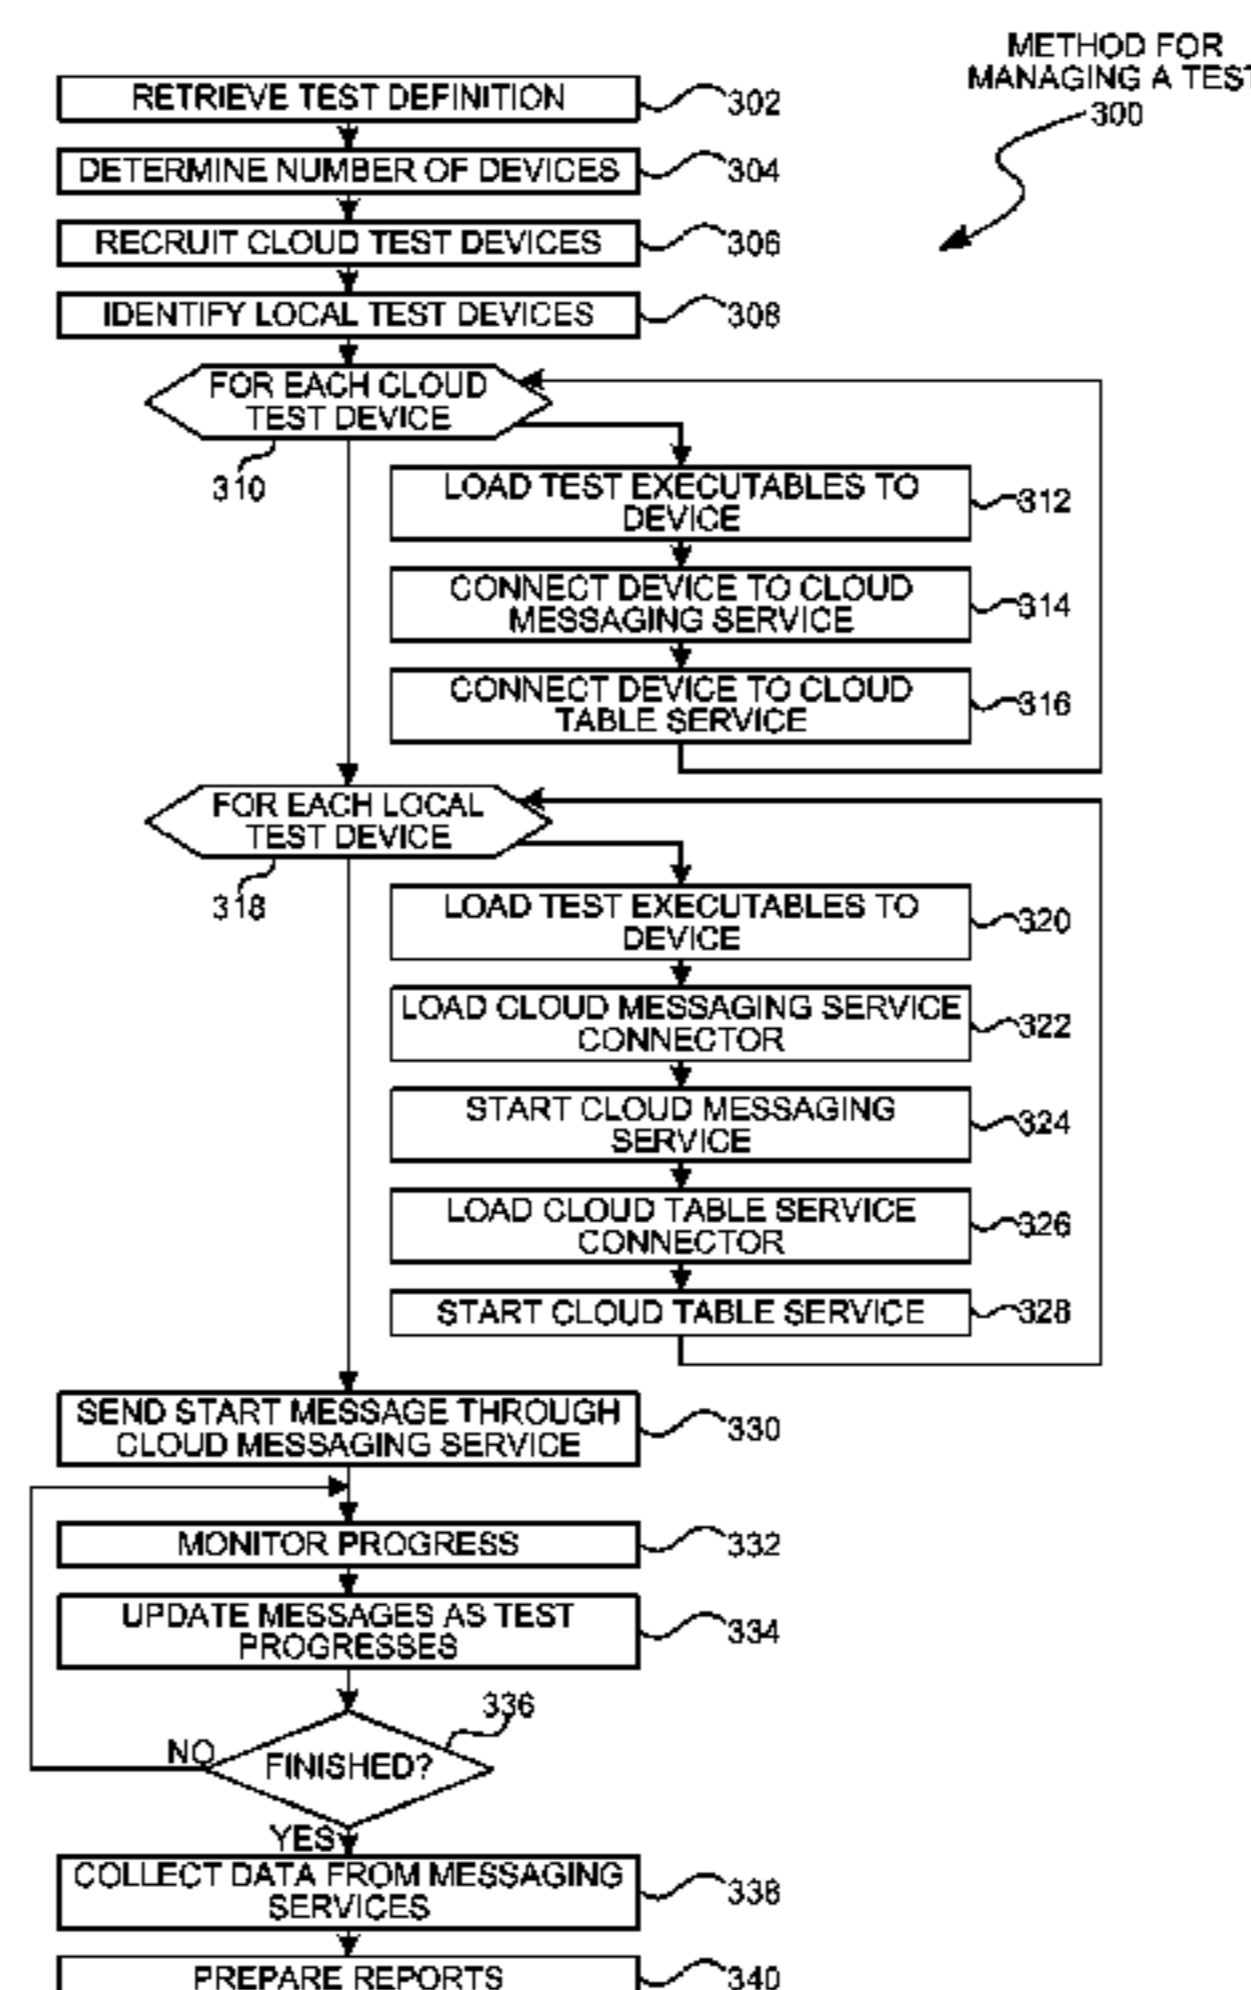 METHOD FOR
MANAGING A TEST
300
RETRIEVE TEST DEFINITION
302
DETERMINE NUMBER OF DEVICES
304
RECRUIT CLOUD TEST DEVICES
306
IDENTIFY LOCAL TEST DEVICES
308
FOR EACH CLOUD
TEST DEVICE
310
LOAD TEST EXECUTABLES TO
DEVICE
312
CONNECT DEVICE TO CLOUD
MESSAGING SERVICE
314
CONNECT DEVICE TO CLOUD
TABLE SERVICE
316
FOR EACH LOCAL
TEST DEVICE
318
LOAD TEST EXECUTABLES TO
DEVICE
320
LOAD CLOUD MESSAGING SERVICE
CONNECTOR
322
START CLOUD MESSAGING
SERVICE
324
LOAD CLOUD TABLE SERVICE
CONNECTOR
326
START CLOUD TABLE SERVICE
328
SEND START MESSAGE THROUGH
CLOUD MESSAGING SERVICE
330
MONITOR PROGRESS
332
UPDATE MESSAGES AS TEST
PROGRESSES
334
336
NO
FINISHED?
YES
COLLECT DATA FROM MESSAGING
SERVICES
338
PREPARE REPORTS
340